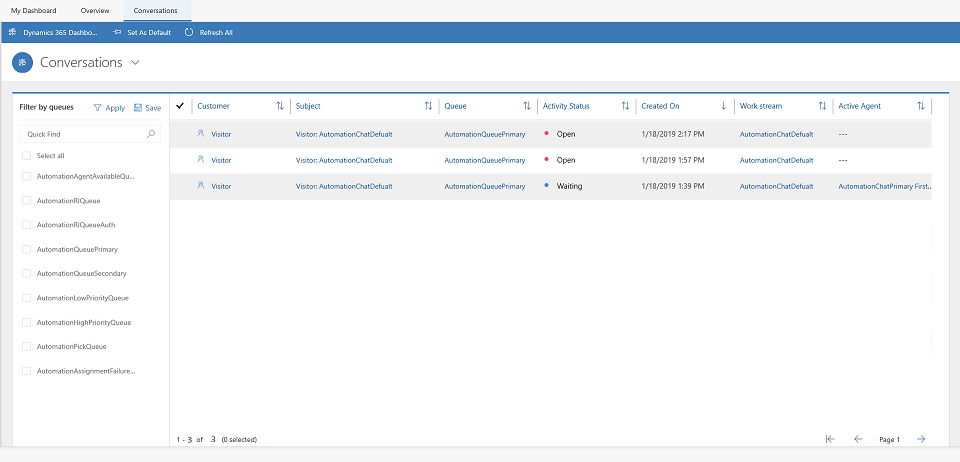 My Dashboard Overview Conversations
Dynamics 365 Dashbo... Set As Default Refresh All
Conversations
Filter by queues Apply Save
Quick Find
Select all
AutomationAgentAvailableQu...
AutomationRIQueue
AutomationRIQueueAuth
AutomationQueuePrimary
AutomationQueueSecondary
AutomationLowPriorityQueue
AutomationHighPriorityQueue
AutomationPickQueue
AutomationAssignmentFailure...
Customer Subject Queue Activity Status Created On Work stream Active Agent
Visitor Visitor: AutomationChatDefualt AutomationQueuePrimary Open 1/18/2019 2:17 PM AutomationChatDefualt ---
Visitor Visitor: AutomationChatDefualt AutomationQueuePrimary Open 1/18/2019 1:57 PM AutomationChatDefualt ---
Visitor Visitor: AutomationChatDefualt AutomationQueuePrimary Waiting 1/18/2019 1:39 PM AutomationChatDefualt AutomationChatPrimary First..
1 - 3 of 3 (0 selected) Page 1